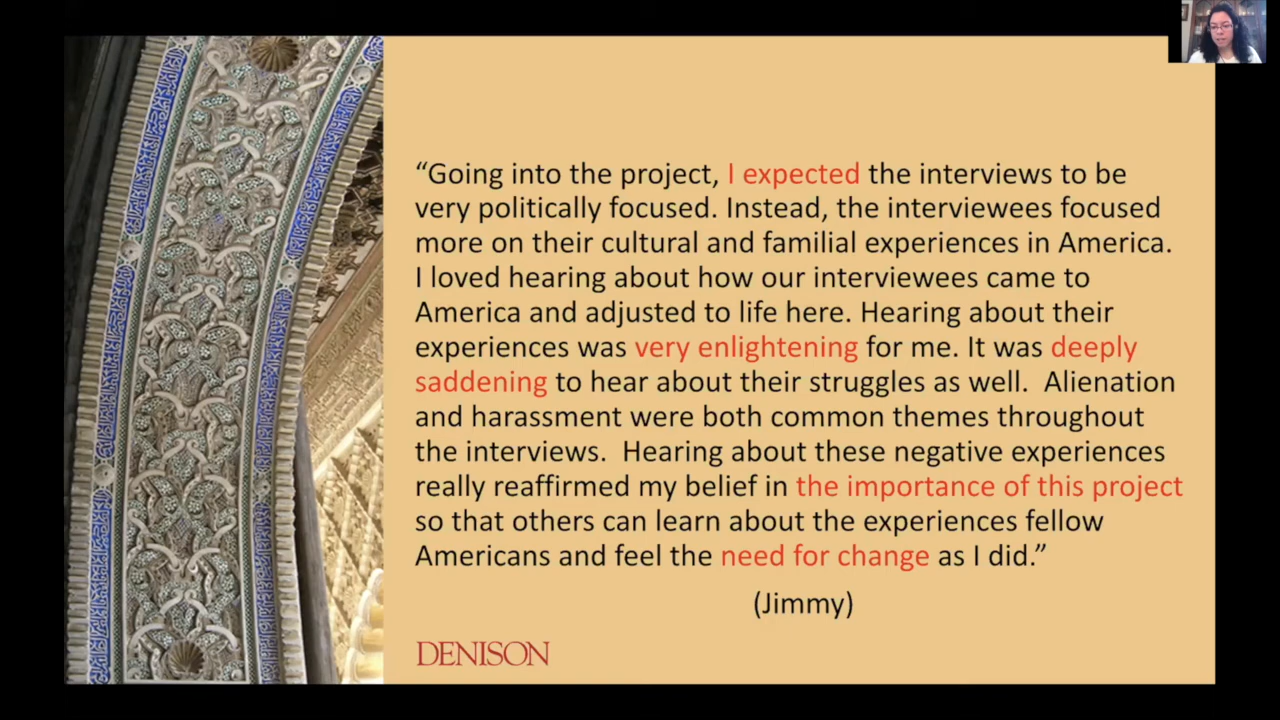 “Going into the project, I expected the interviews to be
very politically focused. Instead, the interviewees focused
more on their cultural and familial experiences in America.
I loved hearing about how our interviewees came to
America and adjusted to life here. Hearing about their
experiences was very enlightening for me. It was deeply
saddening to hear about their struggles as well.  Alienation
and harassment were both common themes throughout
the interviews.  Hearing about these negative experiences
really reaffirmed my belief in the importance of this project
so that others can learn about the experiences fellow
Americans and feel the need for change as I did.”
(Jimmy)
DENISON